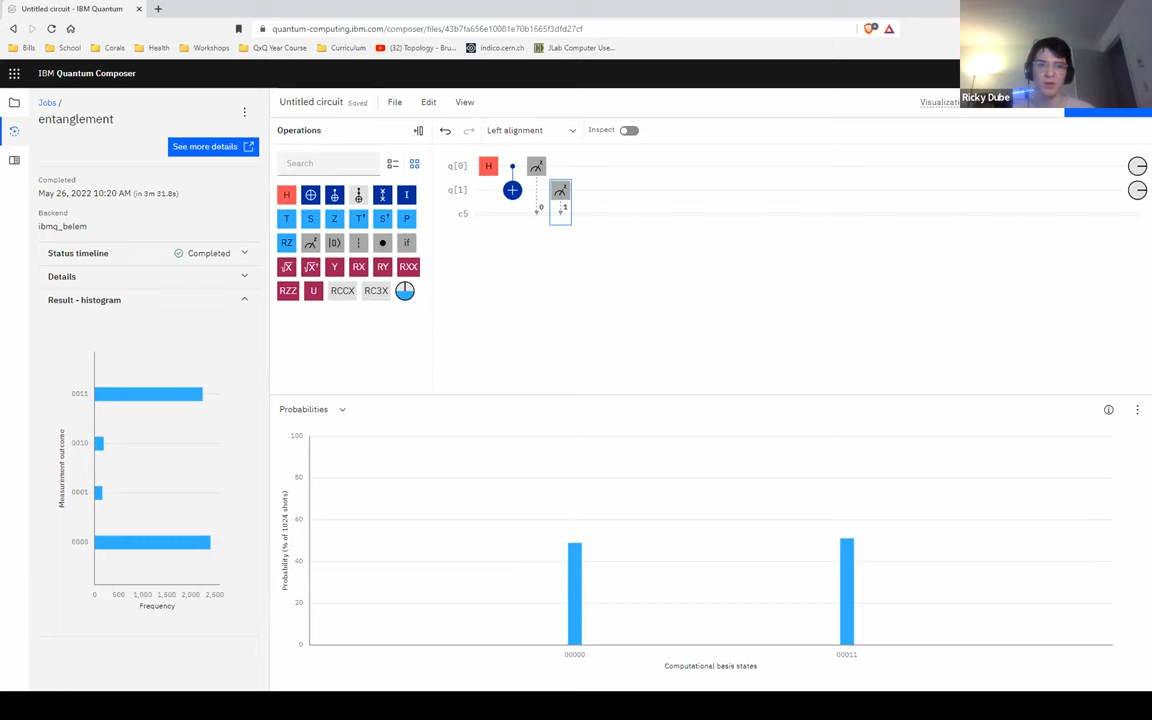 Untitled circuit - IBM Quantum
quantum-computing.ibm.com/composer/files/43b7fa656e10081e70b1665f3dfd27cf
Bills School Corals Health Workshops QxQ Year Course Curriculum (32) Topology - Bru... indico.cern.ch JLab Computer Use...
IBM Quantum Composer
Ricky Dube
Jobs /
entanglement
See more details
Completed
May 26, 2022 10:20 AM (in 3m 31.8s)
Backend
ibmq_belem
Status timeline Completed
Details
Result - histogram
0011
0010
0001
0000
Measurement outcome
0 500 1,000 1,500 2,000 2,500
Frequency
Untitled circuit Saved File Edit View
Operations Left alignment Inspect
Search
H I
T S Z T† S† P
RZ z |0⟩ if
√X √X† Y RX RY RXX
RZZ U RCCX RC3X
q[0] H z
q[1] z
0 1
c5
Probabilities
100
80
60
40
20
0
Probability (% of 1024 shots)
00000 00011
Computational basis states